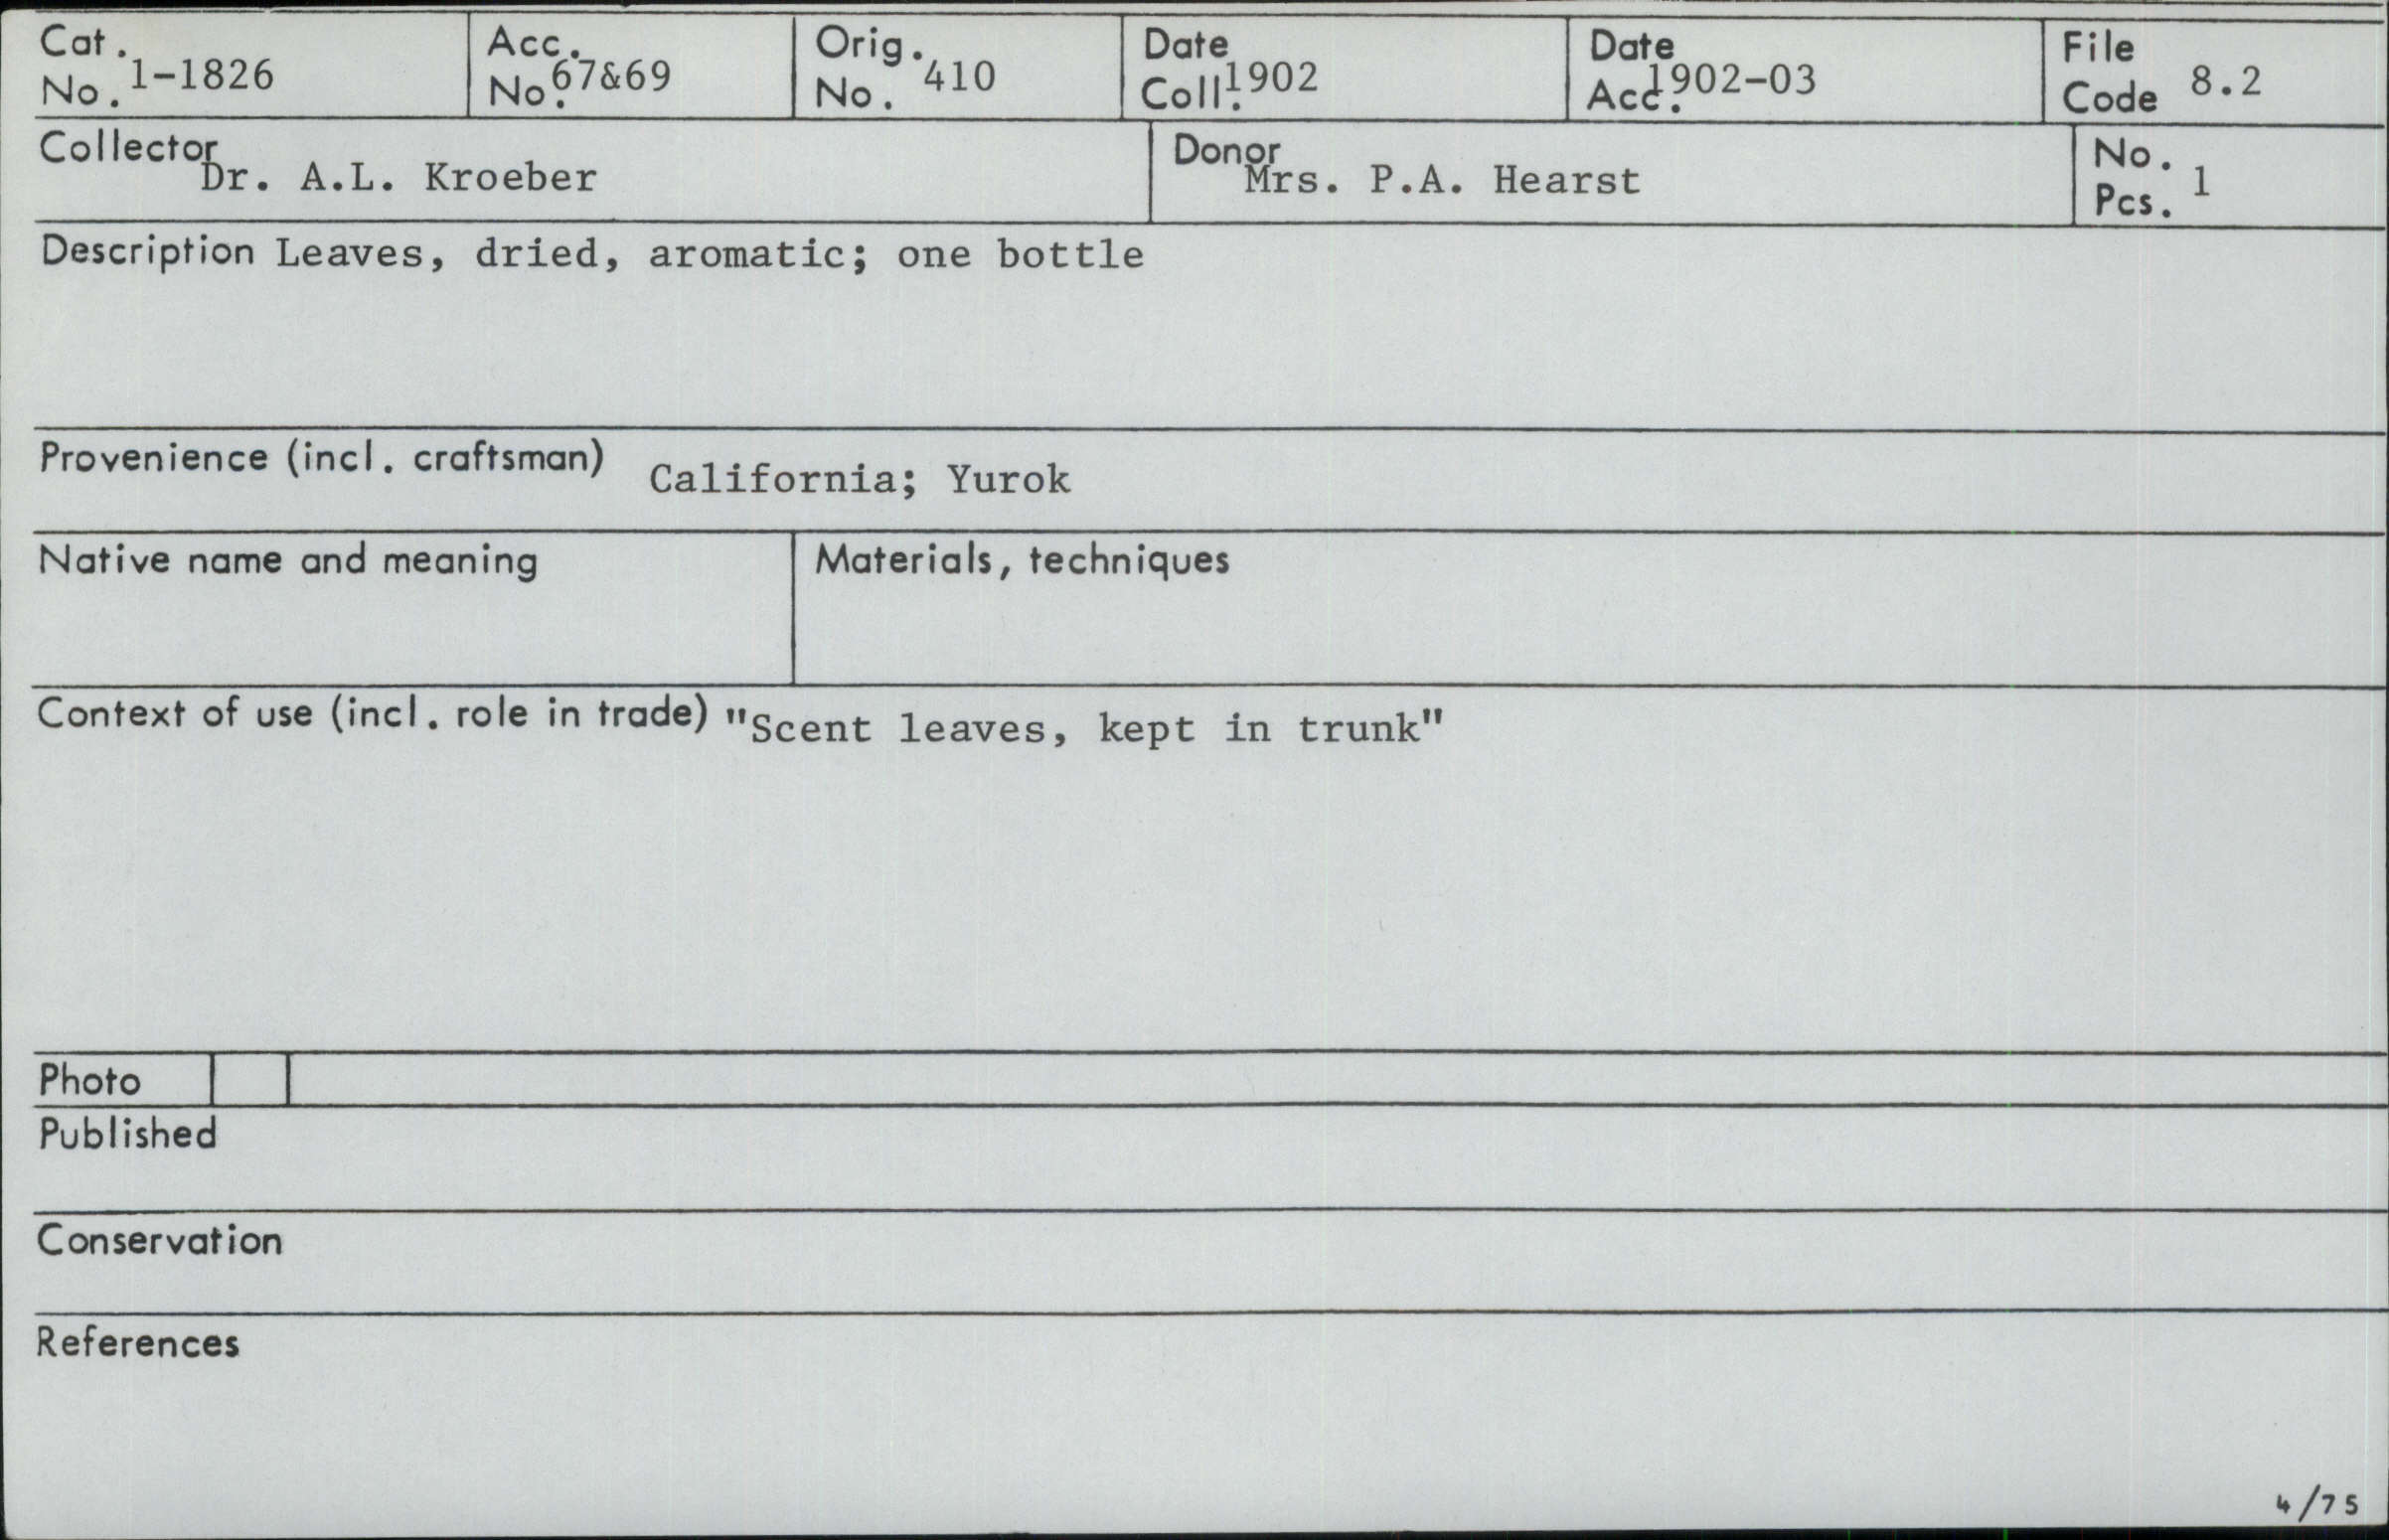 Cat. No. 1-1826 Acc. No. 67&69 Orig. No. 410 Date Coll. 1902 Date Acc. 1902-03 File Code 8.2
Collector Dr. A.L. Kroeber Donor Mrs. P.A. Hearst No. Pcs. 1
Description Leaves, dried, aromatic; one bottle
Provenience (incl. craftsman) California; Yurok
Native name and meaning Materials, techniques
Context of use (incl. role in trade) "Scent leaves, kept in trunk"
Photo
Published
Conservation
References
4/75